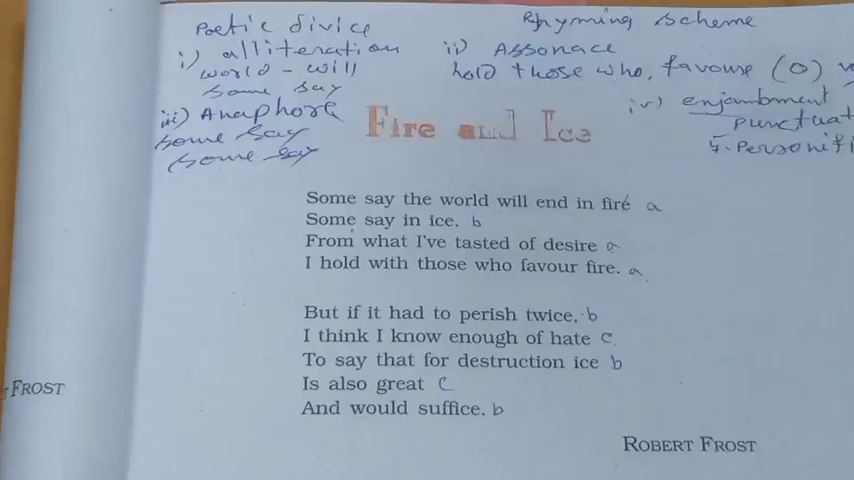 Poetic divice
Rhyming scheme
i) alliteration
world - will
some say
ii) Assonace
hold those who, favour (o)
iii) Anaphore
some say
some say
iv) enjambment
punctuat
5. Personifi
Fire and Ice
Some say the world will end in fire a
Some say in ice. b
From what I've tasted of desire a
I hold with those who favour fire. a
But if it had to perish twice, b
I think I know enough of hate c
To say that for destruction ice b
Is also great c
And would suffice. b
ROBERT FROST
FROST